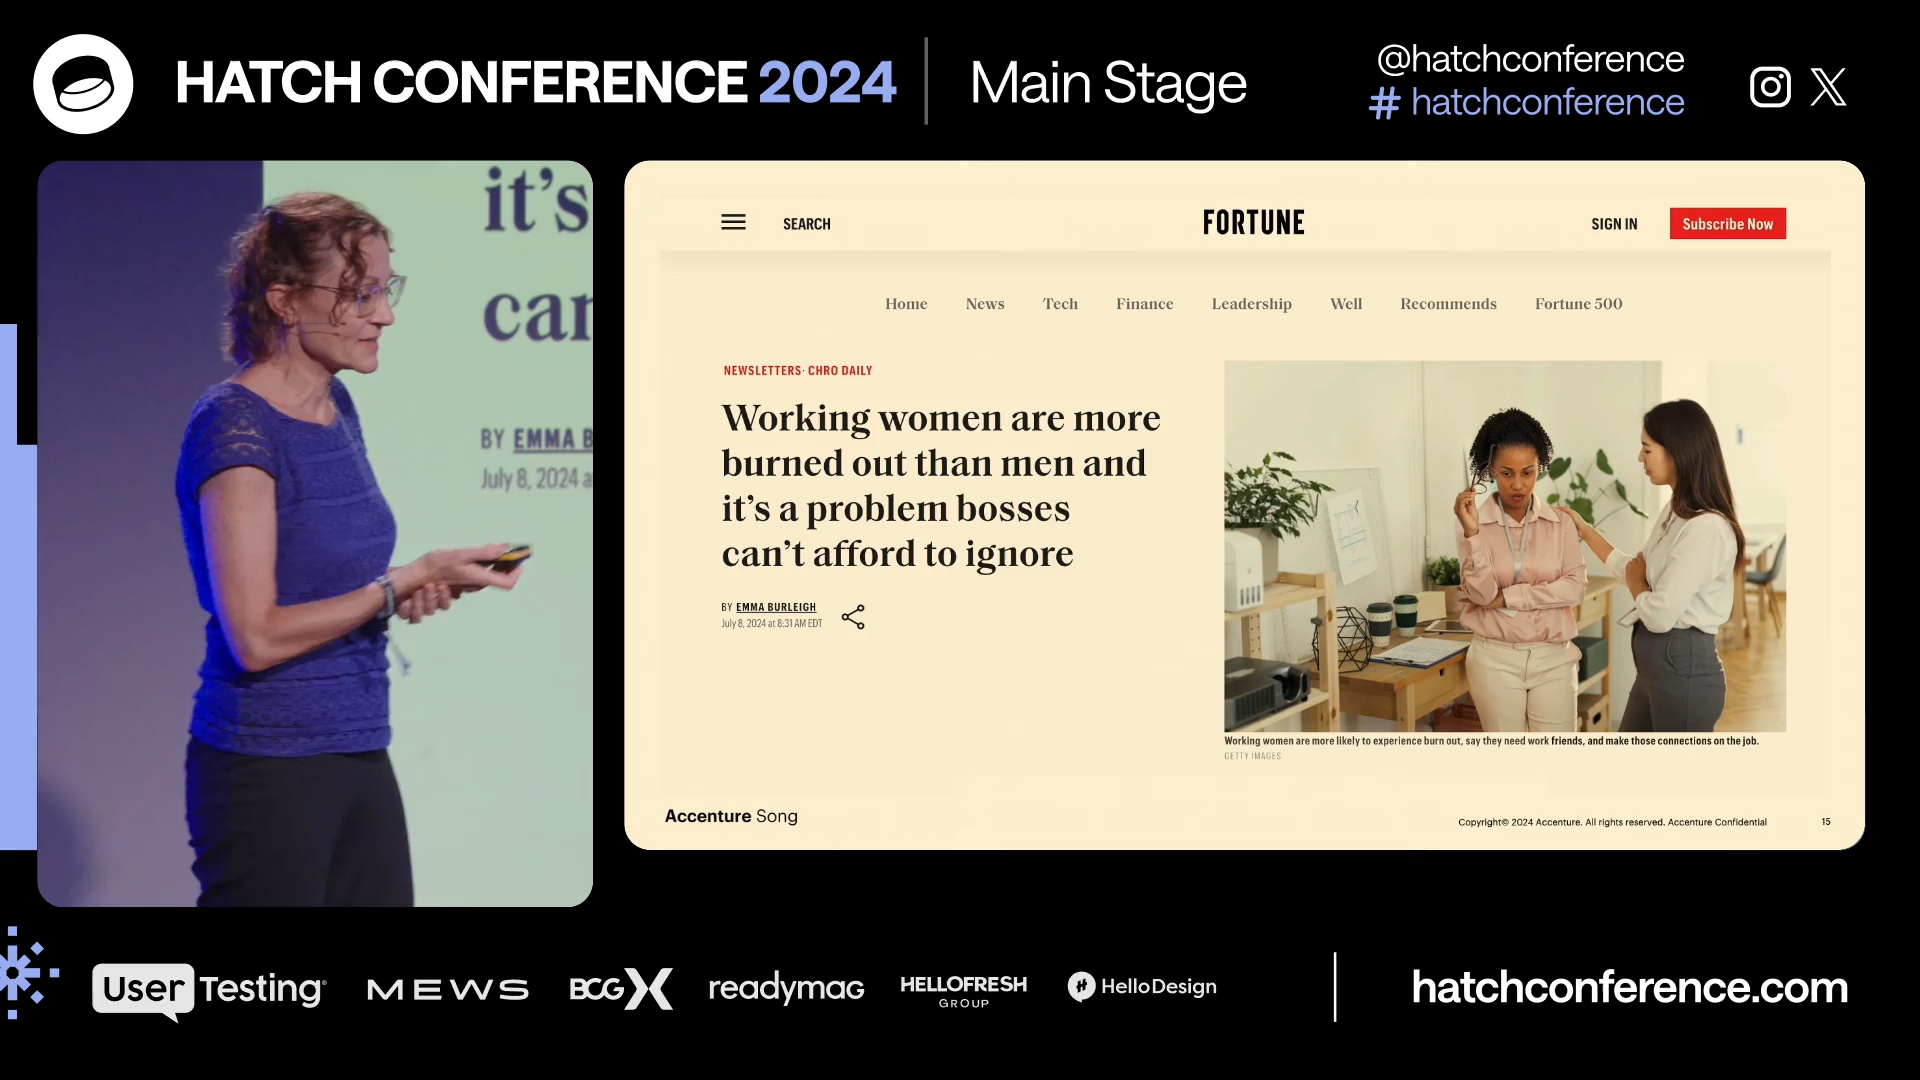 HATCH CONFERENCE 2024
Main Stage
@hatchconference
# hatchconference
it's
can
BY EMMA B
July 8, 2024 a
SEARCH
FORTUNE
SIGN IN
Subscribe Now
Home News Tech Finance Leadership Well Recommends Fortune 500
NEWSLETTERS· CHRO DAILY
Working women are more
burned out than men and
it's a problem bosses
can't afford to ignore
BY EMMA BURLEIGH
July 8, 2024 at 8:31 AM EDT
Working women are more likely to experience burn out, say they need work friends, and make those connections on the job.
GETTY IMAGES
Accenture Song
Copyright© 2024 Accenture. All rights reserved. Accenture Confidential
15
UserTesting®
MEWS
BCG X
readymag
HELLOFRESH
GROUP
HelloDesign
hatchconference.com